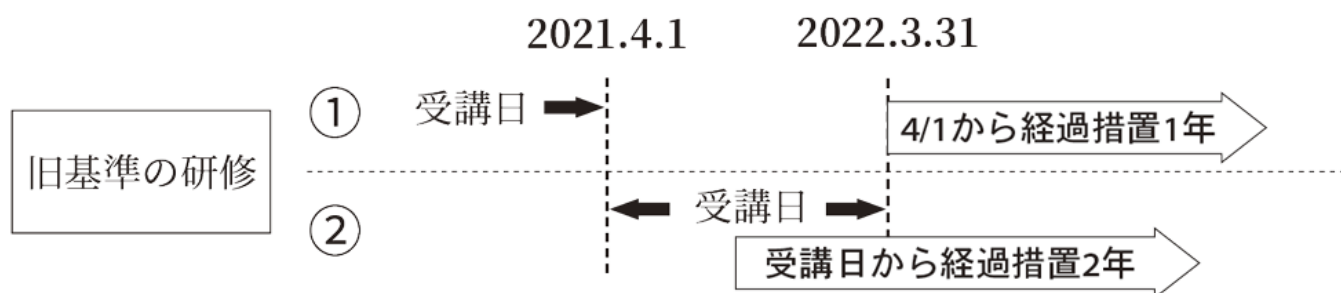 2021.4.1
2022.3.31
旧基準の研修
①
受講日
4/1から経過措置1年
②
受講日
受講日から経過措置2年